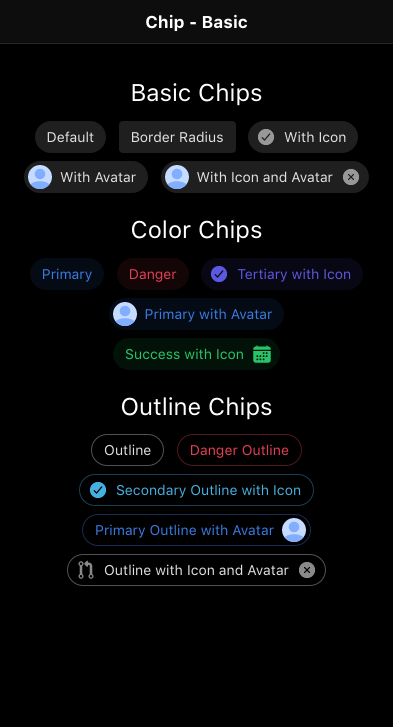 Chip - Basic
Basic Chips
Default Border Radius With Icon
With Avatar With Icon and Avatar
Color Chips
Primary Danger Tertiary with Icon
Primary with Avatar
Success with Icon
Outline Chips
Outline Danger Outline
Secondary Outline with Icon
Primary Outline with Avatar
Outline with Icon and Avatar